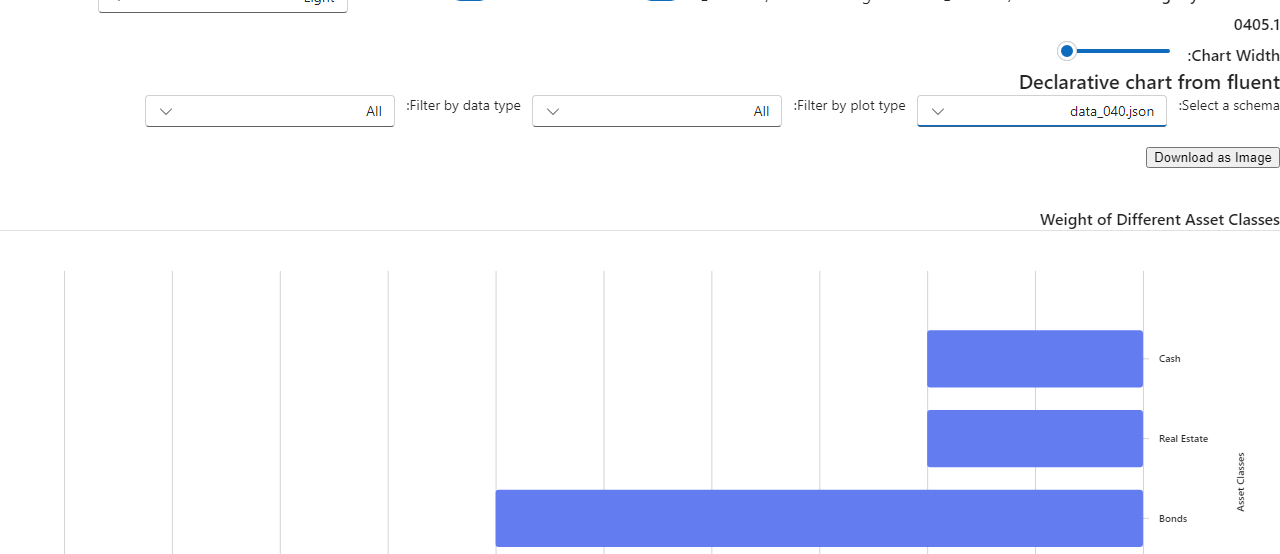 Light
0405.1
:Chart Width
Declarative chart from fluent
:Select a schema
data_040.json
:Filter by plot type
All
:Filter by data type
All
Download as Image
Weight of Different Asset Classes
Cash
Real Estate
Bonds
Asset Classes